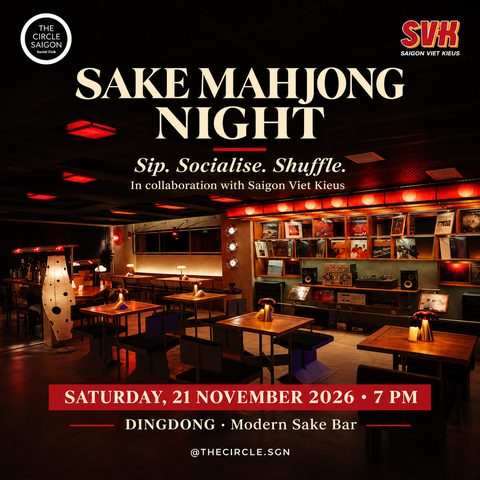 THE
CIRCLE
SAIGON
Social Club
SVK
SAIGON VIET KIEUS
SAKE MAHJONG
NIGHT
Sip. Socialise. Shuffle.
In collaboration with Saigon Viet Kieus
SATURDAY, 21 NOVEMBER 2026 • 7 PM
DINGDONG • Modern Sake Bar
@THECIRCLE.SGN